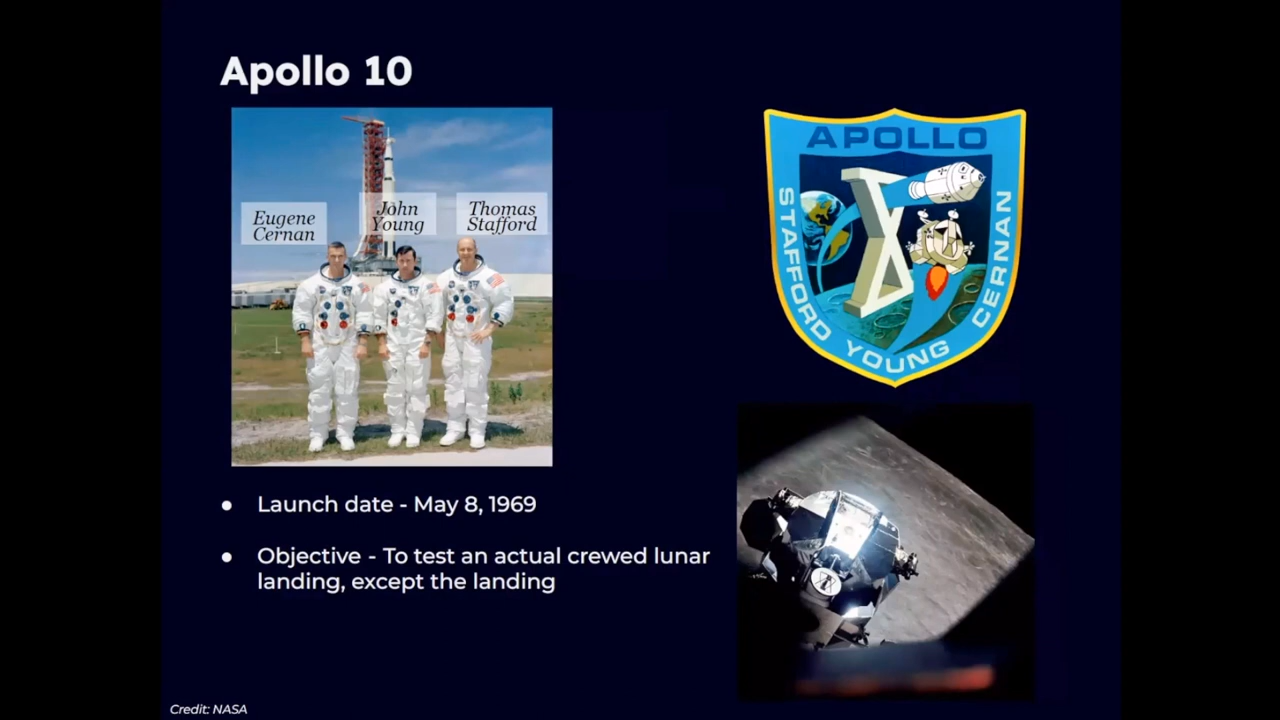 Apollo 10
Eugene
Cernan
John
Young
Thomas
Stafford
APOLLO
STAFFORD
YOUNG
CERNAN
● Launch date - May 8, 1969
● Objective - To test an actual crewed lunar
landing, except the landing
Credit: NASA